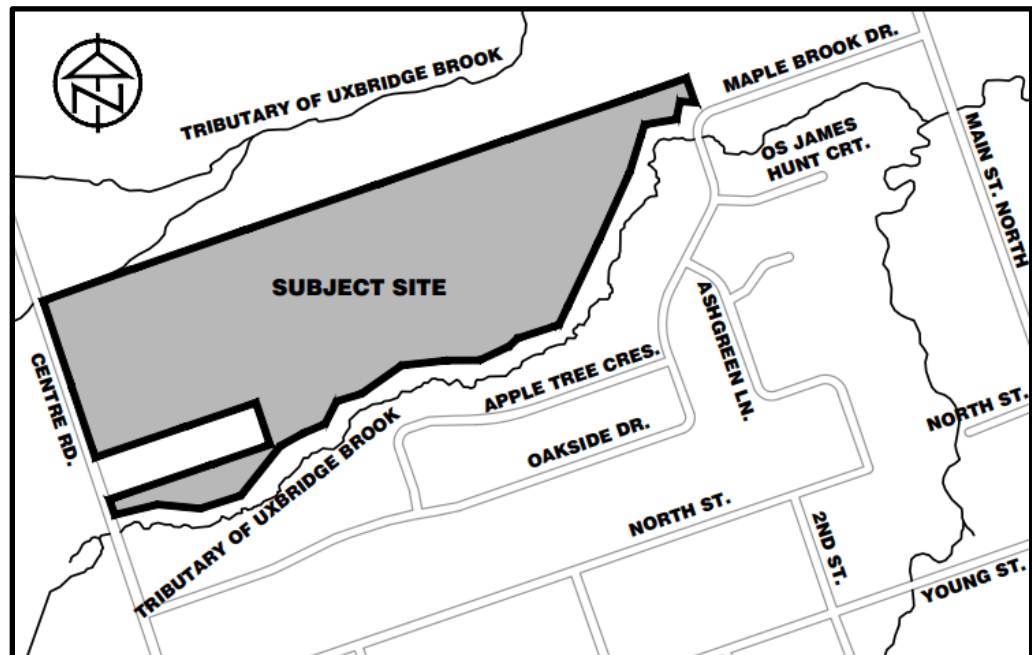 TRIBUTARY OF UXBRIDGE BROOK
MAPLE BROOK DR.
OS JAMES
HUNT CRT.
MAIN ST. NORTH
SUBJECT SITE
CENTRE RD.
ASHGREEN LN.
APPLE TREE CRES.
OAKSIDE DR.
NORTH ST.
TRIBUTARY OF UXBRIDGE BROOK
NORTH ST.
2ND ST.
YOUNG ST.